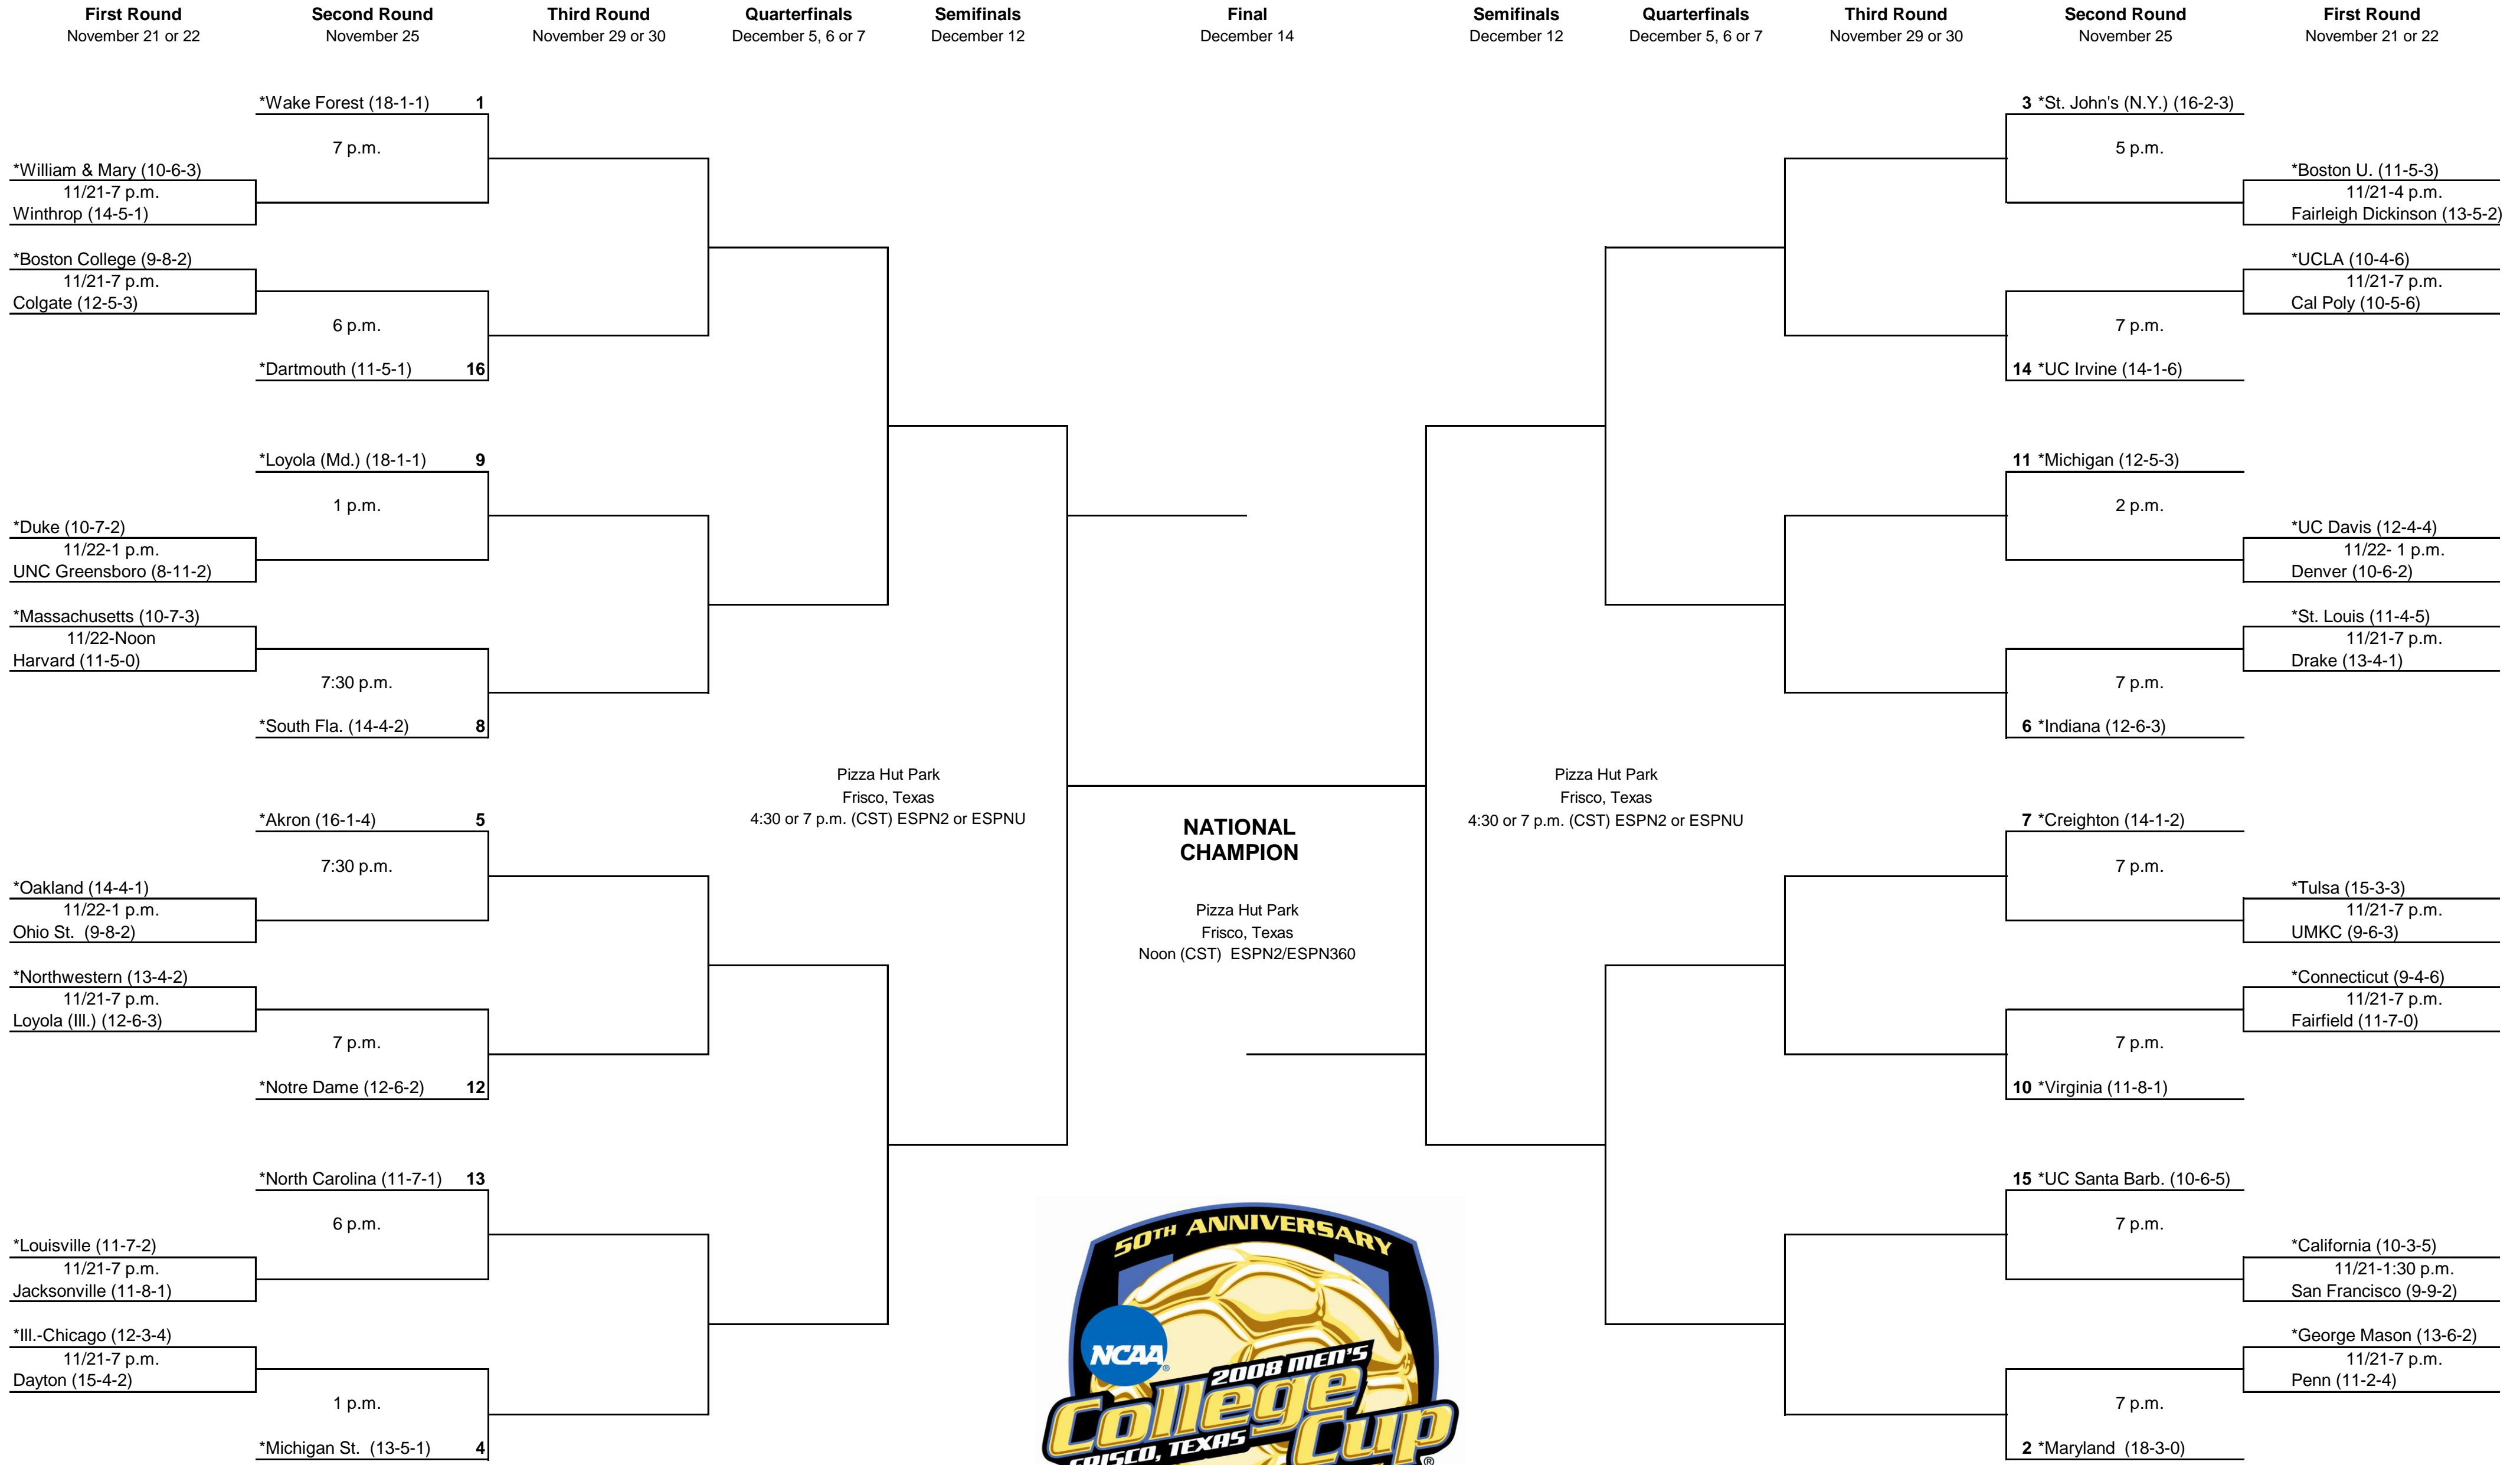 First Round
November 21 or 22
Second Round
November 25
Third Round
November 29 or 30
Quarterfinals
December 5, 6 or 7
Semifinals
December 12
Final
December 14
Semifinals
December 12
Quarterfinals
December 5, 6 or 7
Third Round
November 29 or 30
Second Round
November 25
First Round
November 21 or 22
*Wake Forest (18-1-1) 1
7 p.m.
*William & Mary (10-6-3)
11/21-7 p.m.
Winthrop (14-5-1)
*Boston College (9-8-2)
11/21-7 p.m.
Colgate (12-5-3)
6 p.m.
*Dartmouth (11-5-1) 16
*Loyola (Md.) (18-1-1) 9
1 p.m.
*Duke (10-7-2)
11/22-1 p.m.
UNC Greensboro (8-11-2)
*Massachusetts (10-7-3)
11/22-Noon
Harvard (11-5-0)
7:30 p.m.
*South Fla. (14-4-2) 8
*Akron (16-1-4) 5
7:30 p.m.
*Oakland (14-4-1)
11/22-1 p.m.
Ohio St. (9-8-2)
*Northwestern (13-4-2)
11/21-7 p.m.
Loyola (Ill.) (12-6-3)
7 p.m.
*Notre Dame (12-6-2) 12
*North Carolina (11-7-1) 13
6 p.m.
*Louisville (11-7-2)
11/21-7 p.m.
Jacksonville (11-8-1)
*Ill.-Chicago (12-3-4)
11/21-7 p.m.
Dayton (15-4-2)
1 p.m.
*Michigan St. (13-5-1) 4
Pizza Hut Park
Frisco, Texas
4:30 or 7 p.m. (CST) ESPN2 or ESPNU
NATIONAL
CHAMPION
Pizza Hut Park
Frisco, Texas
Noon (CST) ESPN2/ESPN360
Pizza Hut Park
Frisco, Texas
4:30 or 7 p.m. (CST) ESPN2 or ESPNU
3 *St. John's (N.Y.) (16-2-3)
5 p.m.
*Boston U. (11-5-3)
11/21-4 p.m.
Fairleigh Dickinson (13-5-2)
*UCLA (10-4-6)
11/21-7 p.m.
Cal Poly (10-5-6)
7 p.m.
14 *UC Irvine (14-1-6)
11 *Michigan (12-5-3)
2 p.m.
*UC Davis (12-4-4)
11/22- 1 p.m.
Denver (10-6-2)
*St. Louis (11-4-5)
11/21-7 p.m.
Drake (13-4-1)
7 p.m.
6 *Indiana (12-6-3)
7 *Creighton (14-1-2)
7 p.m.
*Tulsa (15-3-3)
11/21-7 p.m.
UMKC (9-6-3)
*Connecticut (9-4-6)
11/21-7 p.m.
Fairfield (11-7-0)
7 p.m.
10 *Virginia (11-8-1)
15 *UC Santa Barb. (10-6-5)
7 p.m.
*California (10-3-5)
11/21-1:30 p.m.
San Francisco (9-9-2)
*George Mason (13-6-2)
11/21-7 p.m.
Penn (11-2-4)
7 p.m.
2 *Maryland (18-3-0)
50TH ANNIVERSARY
NCAA®
2008 MEN'S
College
Cup®
FRISCO, TEXAS